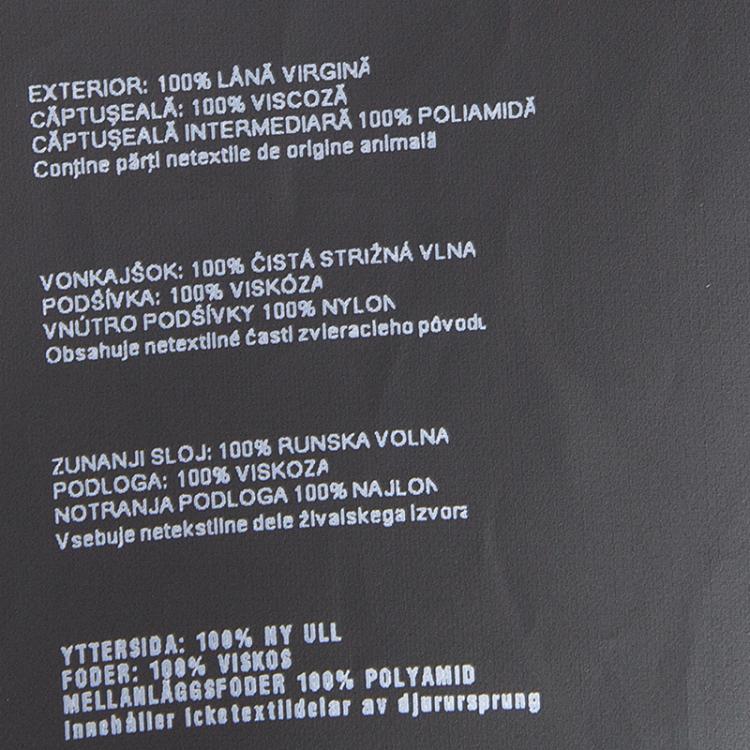 EXTERIOR: 100% LÂNĂ VIRGINĂ
CĂPTUŞEALĂ: 100% VISCOZĂ
CĂPTUŞEALĂ INTERMEDIARĂ 100% POLIAMIDĂ
Conţine părţi netextile de origine animală
VONKAJŠOK: 100% ČISTÁ STRIŽNÁ VLNA
PODŠÍVKA: 100% VISKÓZA
VNÚTRO PODŠÍVKY 100% NYLON
Obsahuje netextilné časti zvieracieho pôvodu
ZUNANJI SLOJ: 100% RUNSKA VOLNA
PODLOGA: 100% VISKOZA
NOTRANJA PODLOGA 100% NAJLON
Vsebuje netekstilne dele živalskega izvora
YTTERSIDA: 100% NY ULL
FODER: 100% VISKOS
MELLANLÄGGSFODER 100% POLYAMID
Innehåller icketextildelar av djurursprung